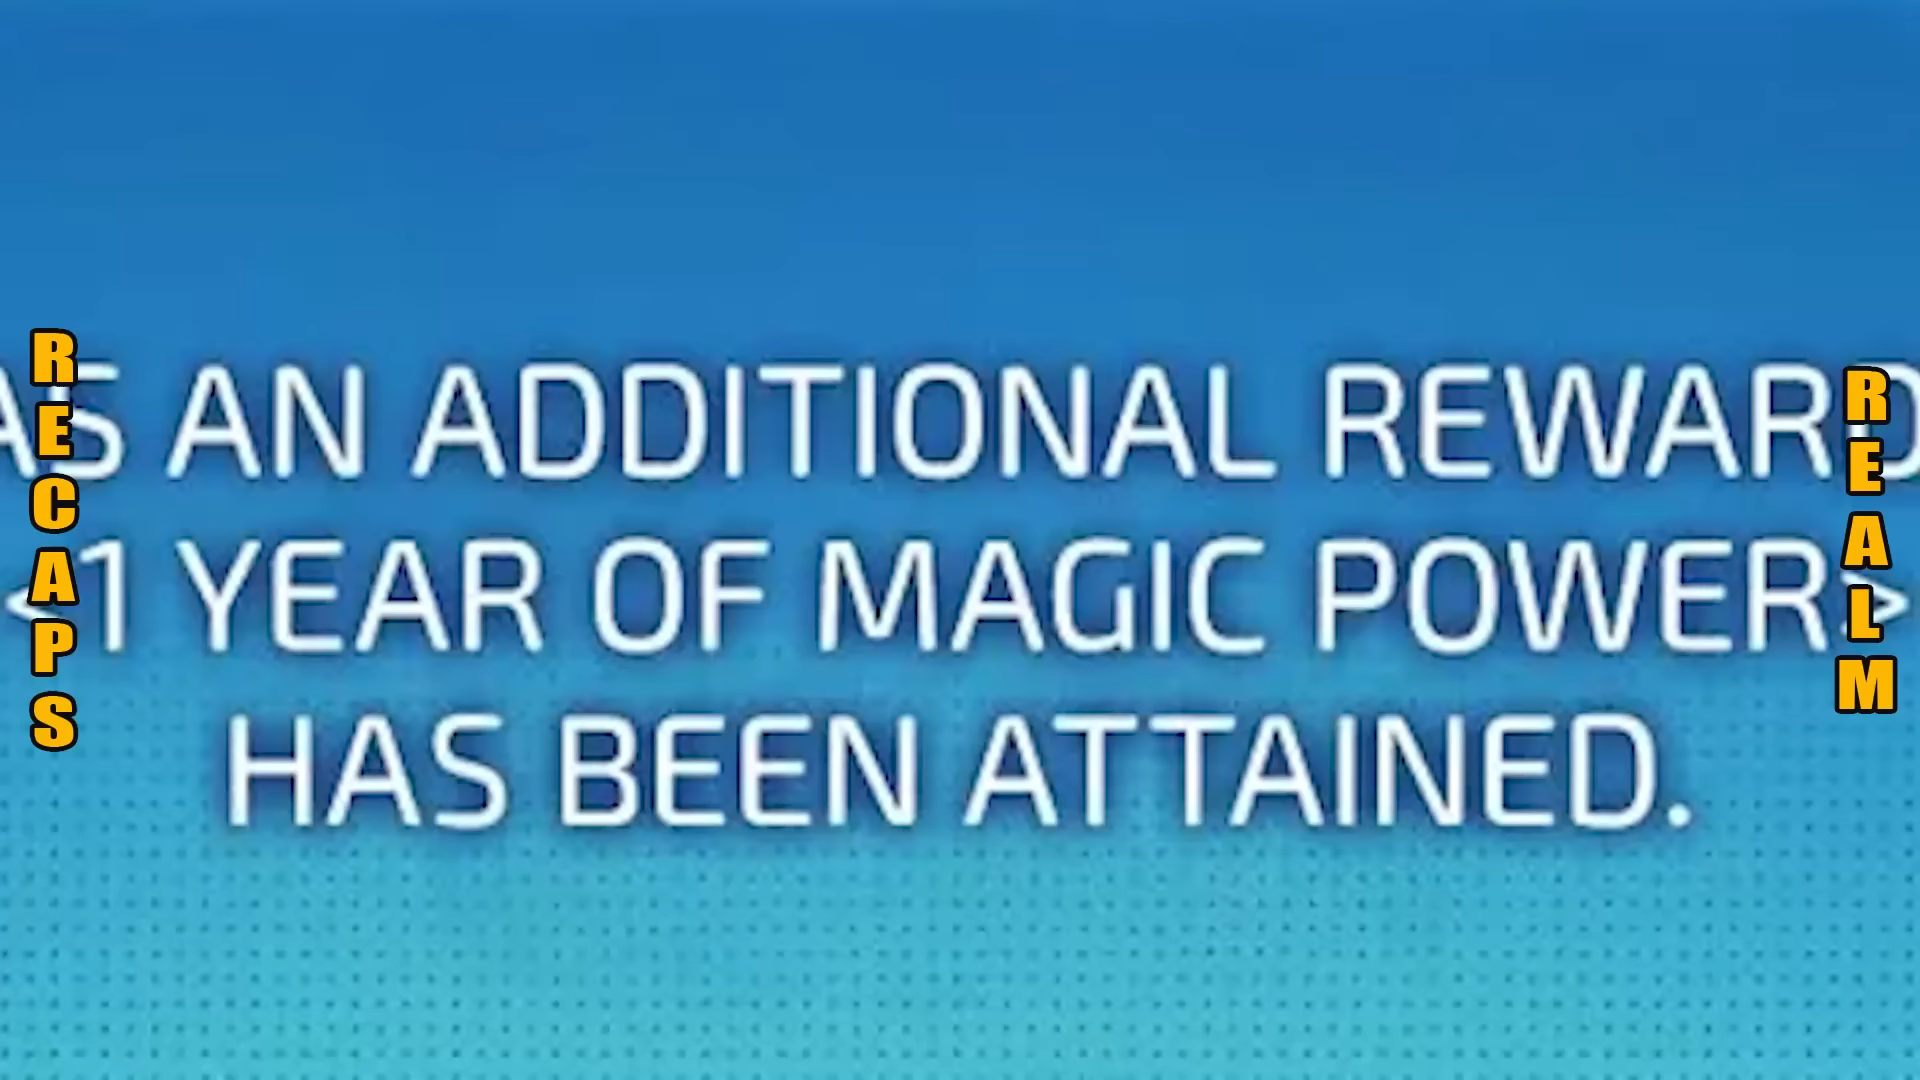 AS AN ADDITIONAL REWARD
<1 YEAR OF MAGIC POWER>
HAS BEEN ATTAINED.
RECAPS
REALM